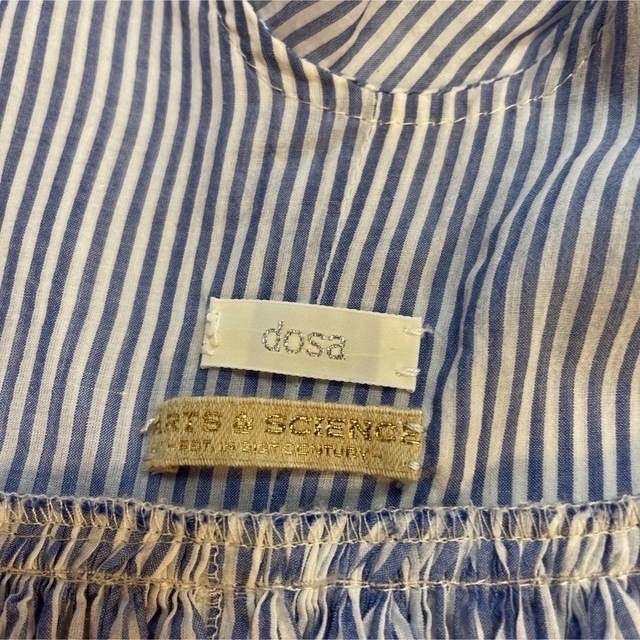 dosa
ARTS & SCIENCE
EST IN 21ST CENTURY